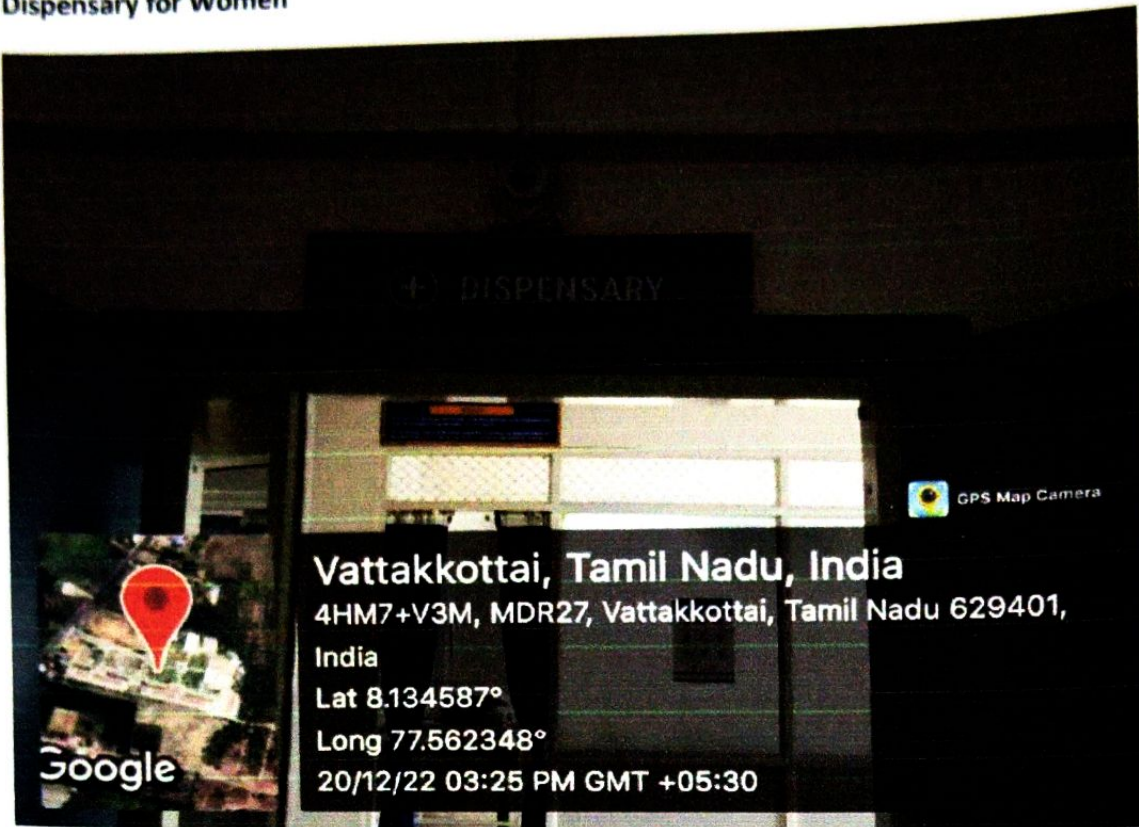 Dispensary for Women
+ DISPENSARY
GPS Map Camera
Vattakkottai, Tamil Nadu, India
4HM7+V3M, MDR27, Vattakkottai, Tamil Nadu 629401,
India
Lat 8.134587°
Long 77.562348°
20/12/22 03:25 PM GMT +05:30
Google